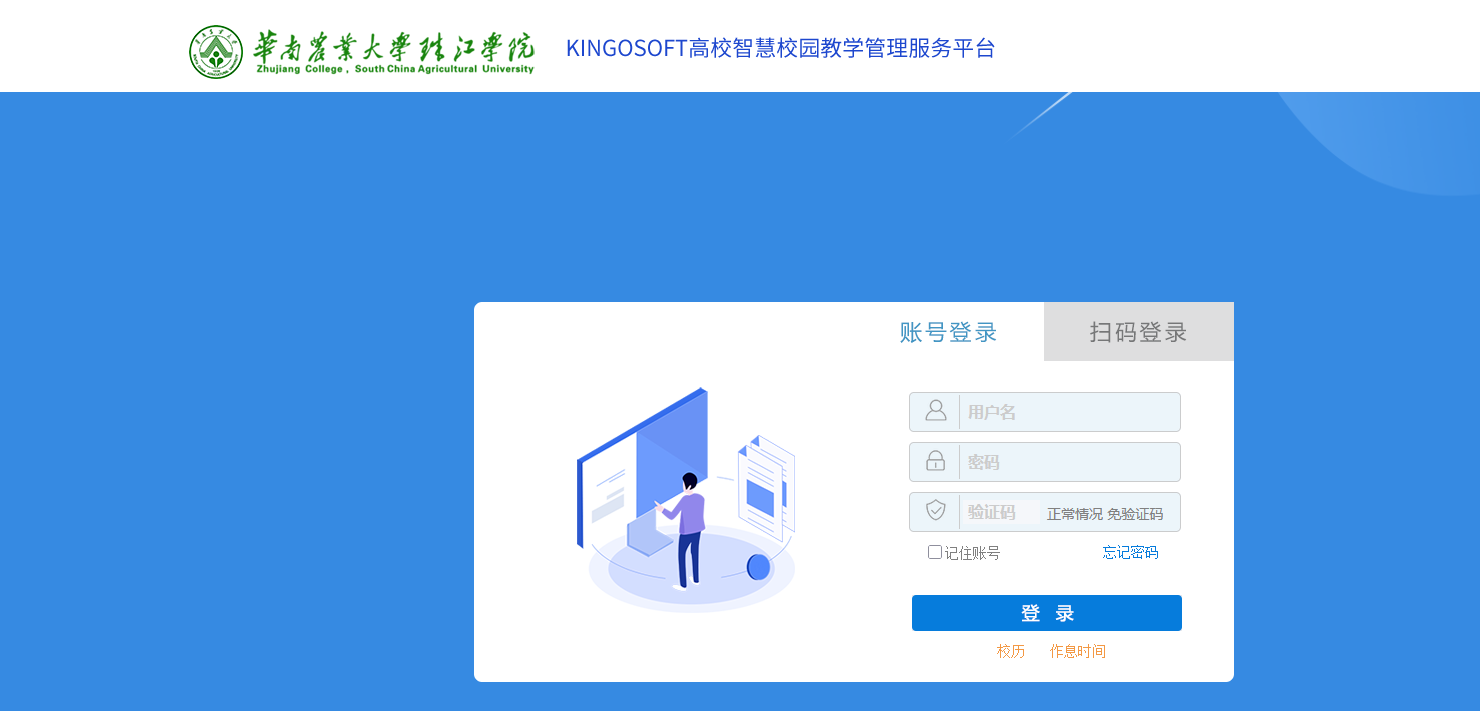 華南農業大學珠江學院
Zhujiang College, South China Agricultural University
KINGOSOFT高校智慧校园教学管理服务平台
账号登录
扫码登录
用户名
密码
验证码 正常情况 免验证码
记住账号 忘记密码
登 录
校历 作息时间